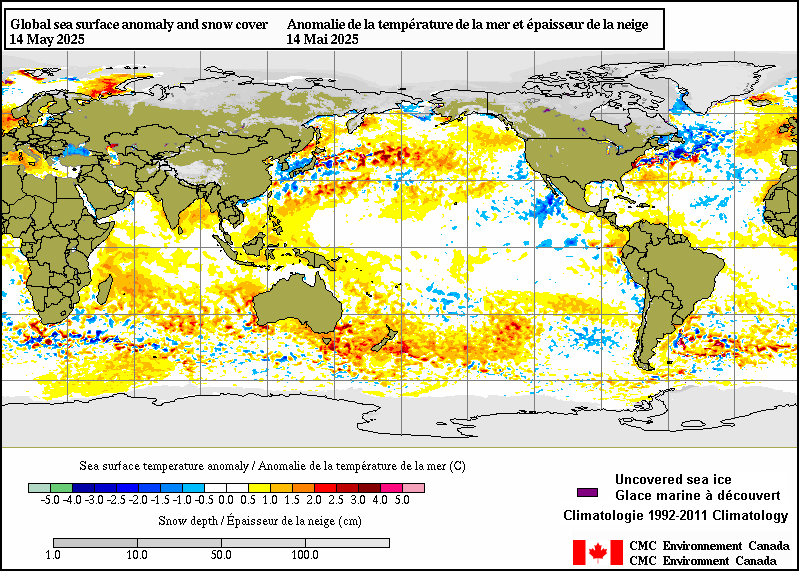 Global sea surface anomaly and snow cover
14 May 2025
Anomalie de la température de la mer et épaisseur de la neige
14 Mai 2025
Sea surface temperature anomaly / Anomalie de la température de la mer (C)
-5.0 -4.0 -3.0 -2.5 -2.0 -1.5 -1.0 -0.5 0.0 0.5 1.0 1.5 2.0 2.5 3.0 4.0 5.0
Snow depth / Épaisseur de la neige (cm)
1.0 10.0 50.0 100.0
Uncovered sea ice
Glace marine à découvert
Climatologie 1992-2011 Climatology
CMC Environnement Canada
CMC Environment Canada